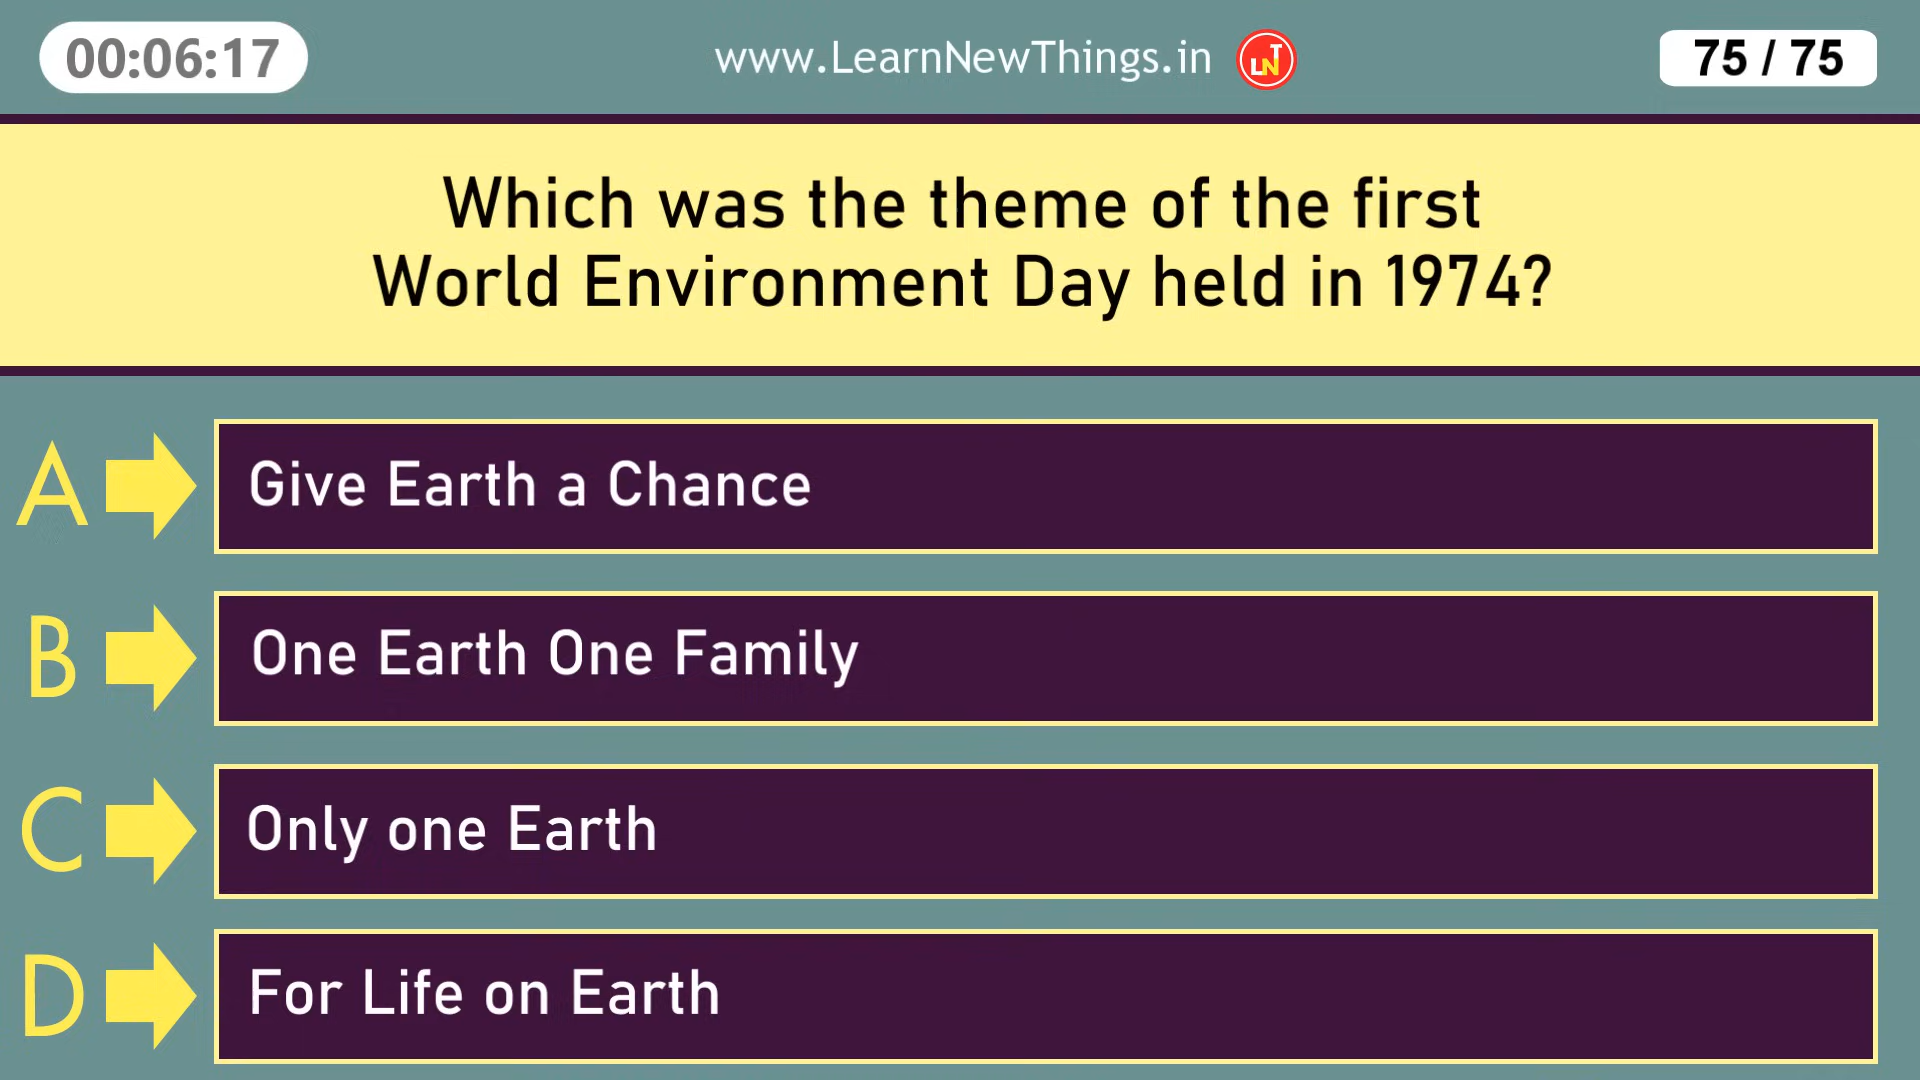 00:06:17
www.LearnNewThings.in
LNT
75 / 75
Which was the theme of the first
World Environment Day held in 1974?
A
Give Earth a Chance
B
One Earth One Family
C
Only one Earth
D
For Life on Earth